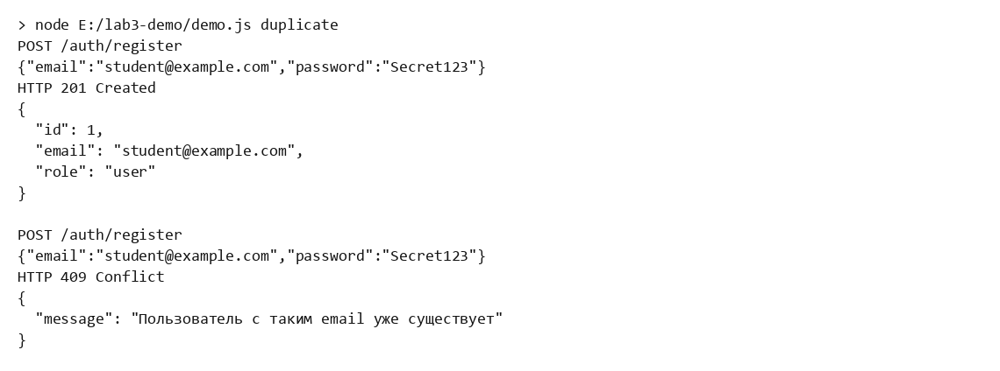 > node E:/lab3-demo/demo.js duplicate
POST /auth/register
{"email":"student@example.com","password":"Secret123"}
HTTP 201 Created
{
  "id": 1,
  "email": "student@example.com",
  "role": "user"
}

POST /auth/register
{"email":"student@example.com","password":"Secret123"}
HTTP 409 Conflict
{
  "message": "Пользователь с таким email уже существует"
}